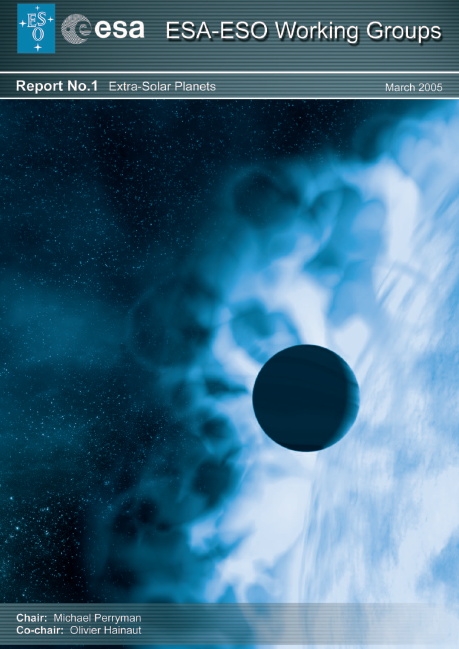 ES
O
esa
ESA-ESO Working Groups
Report No.1 Extra-Solar Planets
March 2005
Chair: Michael Perryman
Co-chair: Olivier Hainaut